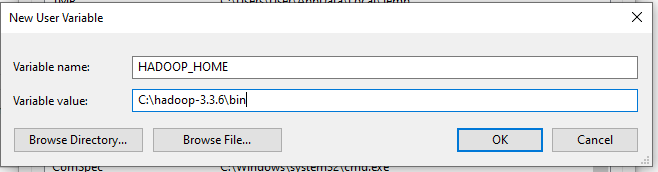 New User Variable
Variable name: HADOOP_HOME
Variable value: C:\hadoop-3.3.6\bin
Browse Directory... Browse File... OK Cancel
ComSpec C:\Windows\system32\cmd.exe